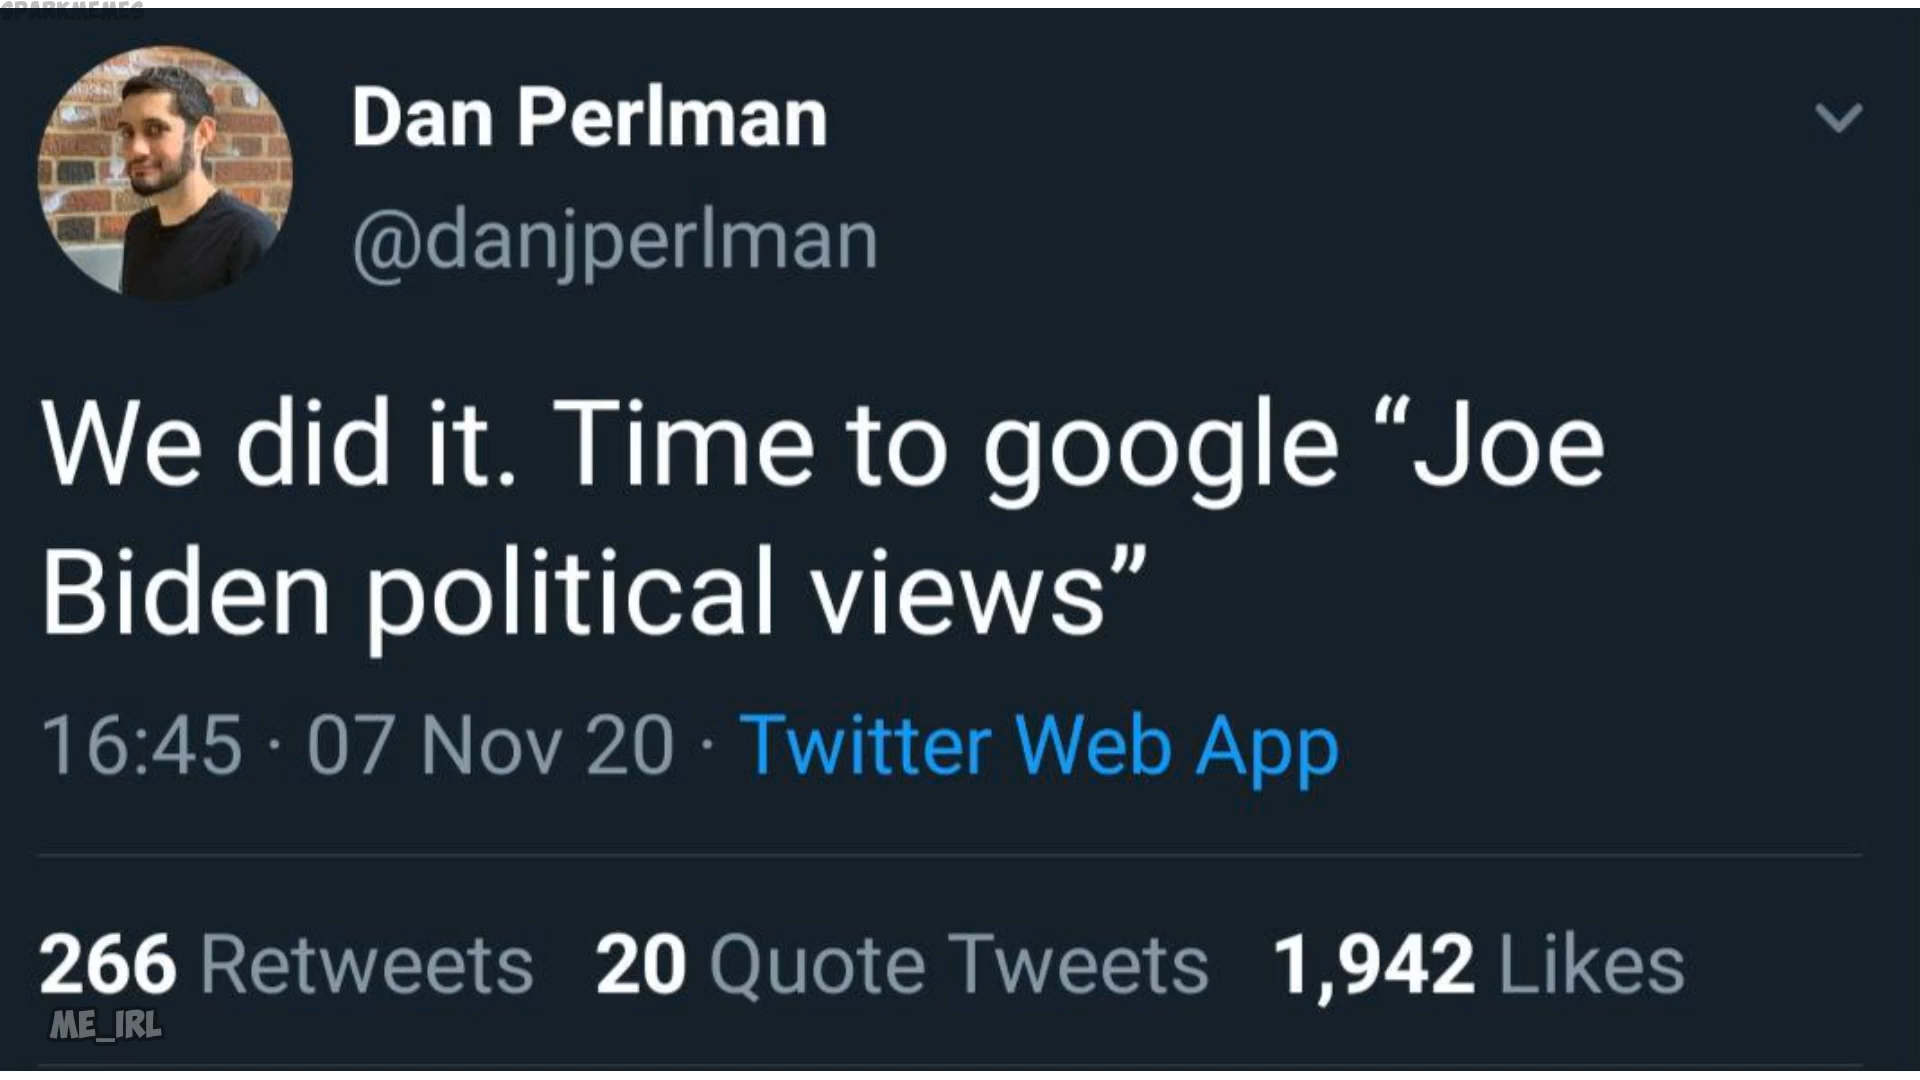 SPARKMEMES
Dan Perlman
@danjperlman
We did it. Time to google “Joe
Biden political views”
16:45 · 07 Nov 20 · Twitter Web App
266 Retweets 20 Quote Tweets 1,942 Likes
ME_IRL